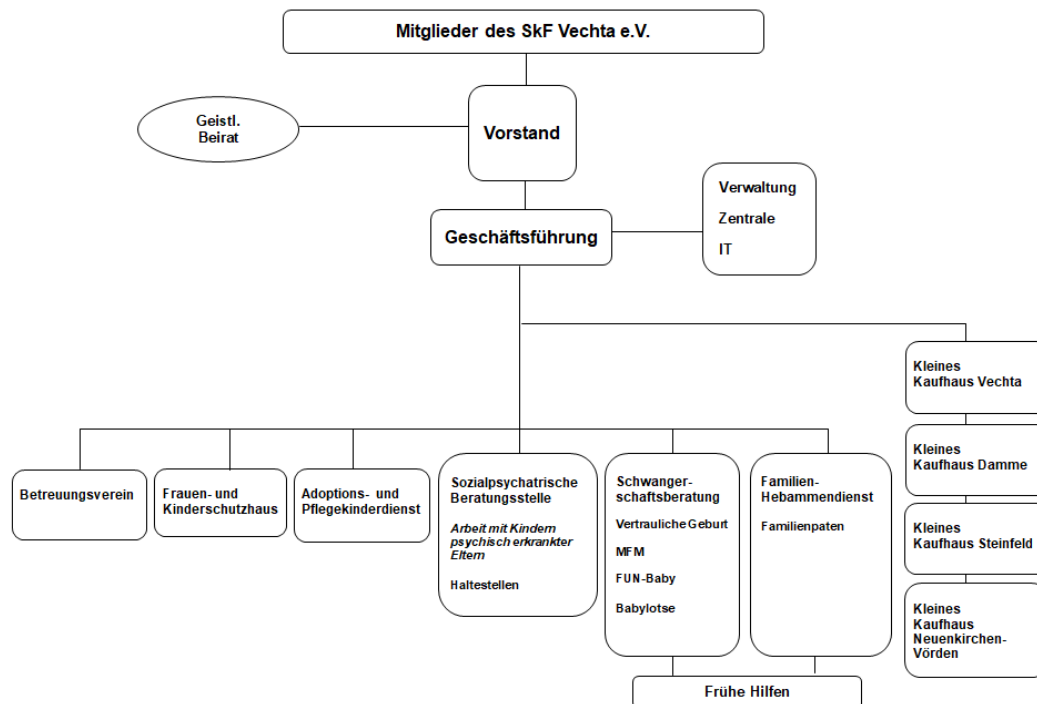 Mitglieder des SkF Vechta e.V.
Geistl.
Beirat
Vorstand
Verwaltung
Zentrale
IT
Geschäftsführung
Kleines
Kaufhaus Vechta
Kleines
Kaufhaus Damme
Kleines
Kaufhaus Steinfeld
Kleines
Kaufhaus
Neuenkirchen-
Vörden
Betreuungsverein
Frauen- und
Kinderschutzhaus
Adoptions- und
Pflegekinderdienst
Sozialpsychatrische
Beratungsstelle
Arbeit mit Kindern
psychisch erkrankter
Eltern
Haltestellen
Schwanger-
schaftsberatung
Vertrauliche Geburt
MFM
FUN-Baby
Babylotse
Familien-
Hebammendienst
Familienpaten
Frühe Hilfen